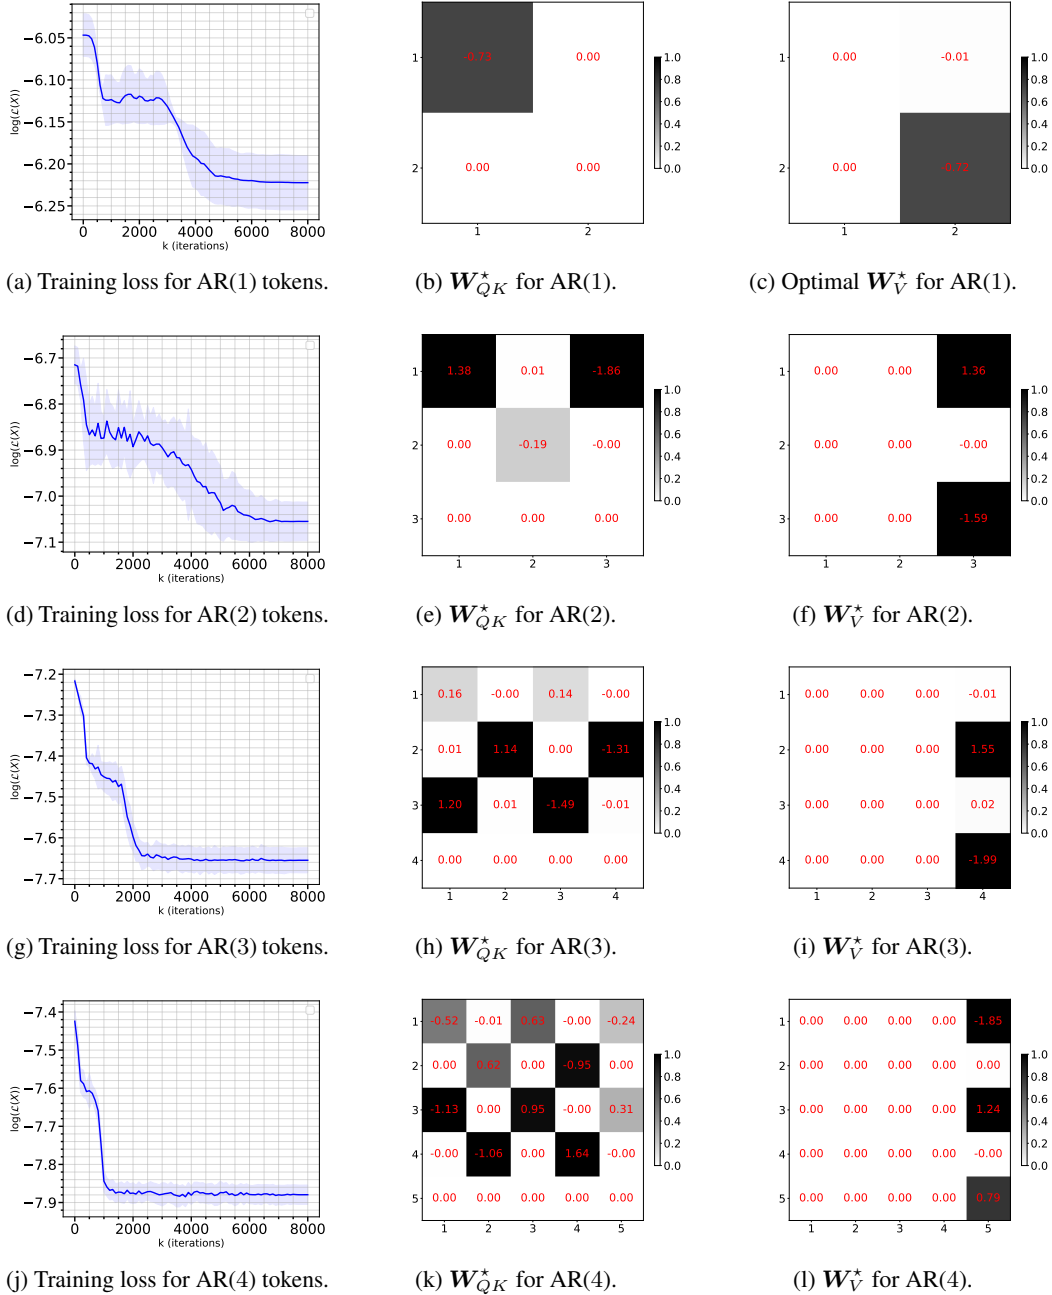 −6.05
−6.10
−6.15
−6.20
−6.25
log(ℒ(X))
0 2000 4000 6000 8000
k (iterations)
1
2
0.73 0.00
0.00 0.00
1 2
1.0
0.8
0.6
0.4
0.2
0.0
1
2
0.00 -0.01
0.00 -0.72
1 2
1.0
0.8
0.6
0.4
0.2
0.0
(a) Training loss for AR(1) tokens.
(b) W⋆QK for AR(1).
(c) Optimal W⋆V for AR(1).
−6.7
−6.8
−6.9
−7.0
−7.1
log(ℒ(X))
0 2000 4000 6000 8000
k (iterations)
1
2
3
1.38 0.01 -1.86
0.00 -0.19 -0.00
0.00 0.00 0.00
1 2 3
1.0
0.8
0.6
0.4
0.2
0.0
1
2
3
0.00 0.00 1.36
0.00 0.00 -0.00
0.00 0.00 -1.59
1 2 3
1.0
0.8
0.6
0.4
0.2
0.0
(d) Training loss for AR(2) tokens.
(e) W⋆QK for AR(2).
(f) W⋆V for AR(2).
−7.2
−7.3
−7.4
−7.5
−7.6
−7.7
log(ℒ(X))
0 2000 4000 6000 8000
k (iterations)
1
2
3
4
0.16 -0.00 0.14 -0.00
0.01 1.14 0.00 -1.31
1.20 0.01 -1.49 -0.01
0.00 0.00 0.00 0.00
1 2 3 4
1.0
0.8
0.6
0.4
0.2
0.0
1
2
3
4
0.00 0.00 0.00 -0.01
0.00 0.00 0.00 1.55
0.00 0.00 0.00 0.02
0.00 0.00 0.00 -1.99
1 2 3 4
1.0
0.8
0.6
0.4
0.2
0.0
(g) Training loss for AR(3) tokens.
(h) W⋆QK for AR(3).
(i) W⋆V for AR(3).
−7.4
−7.5
−7.6
−7.7
−7.8
−7.9
log(ℒ(X))
0 2000 4000 6000 8000
k (iterations)
1
2
3
4
5
-0.52 -0.01 0.63 -0.00 -0.24
0.00 0.62 0.00 -0.95 0.00
-1.13 0.00 0.95 -0.00 0.31
-0.00 -1.06 0.00 1.64 0.00
0.00 0.00 0.00 0.00 0.00
1 2 3 4 5
1.0
0.8
0.6
0.4
0.2
0.0
1
2
3
4
5
0.00 0.00 0.00 0.00 -1.85
0.00 0.00 0.00 0.00 0.00
0.00 0.00 0.00 0.00 1.24
0.00 0.00 0.00 0.00 -0.00
0.00 0.00 0.00 0.00 0.79
1 2 3 4 5
1.0
0.8
0.6
0.4
0.2
0.0
(j) Training loss for AR(4) tokens.
(k) W⋆QK for AR(4).
(l) W⋆V for AR(4).